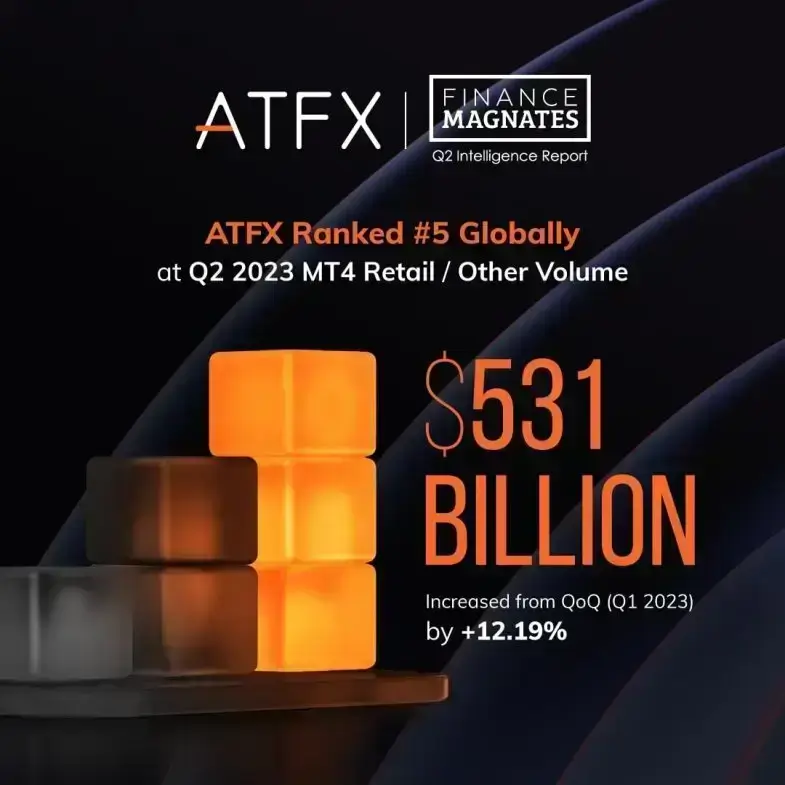 ATFX
FINANCE
MAGNATES
Q2 Intelligence Report
ATFX Ranked #5 Globally
at Q2 2023 MT4 Retail / Other Volume
$531
BILLION
Increased from QoQ (Q1 2023)
by +12.19%